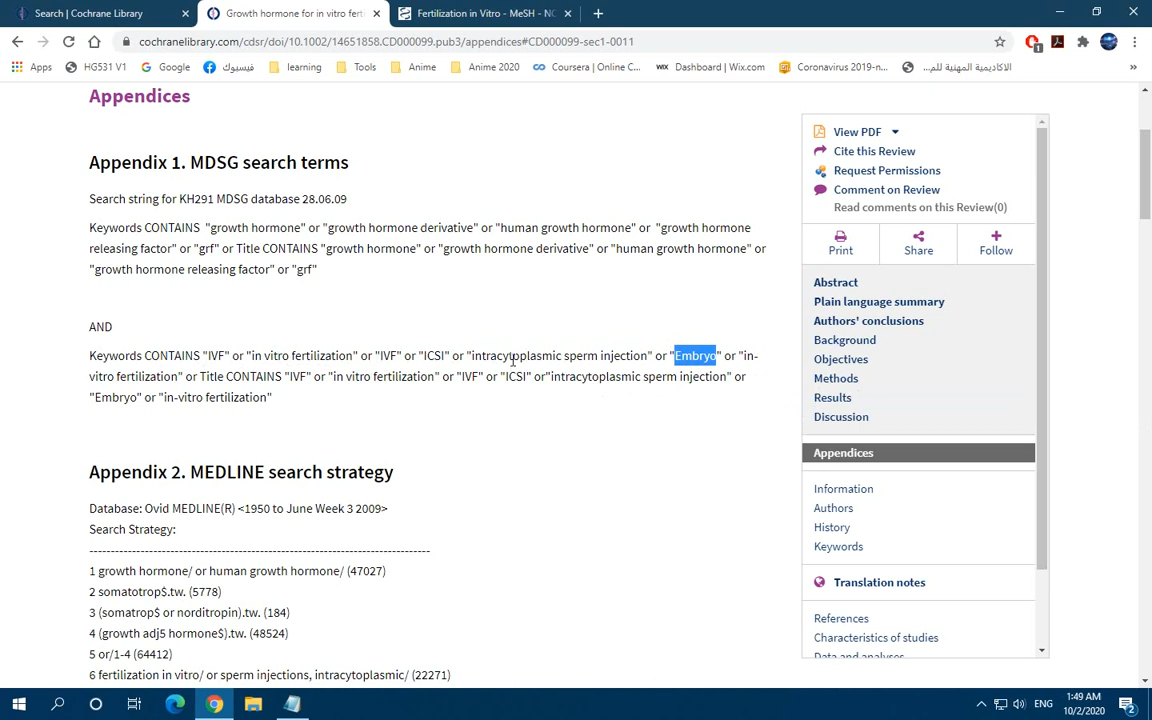 Search | Cochrane Library
Growth hormone for in vitro fert
Fertilization in Vitro - MeSH - NC
cochranelibrary.com/cdsr/doi/10.1002/14651858.CD000099.pub3/appendices#CD000099-sec1-0011
1
Apps
HG531 V1
Google
فيسبوك
learning
Tools
Anime
Anime 2020
Coursera | Online C...
WIX
Dashboard | Wix.com
Coronavirus 2019-n...
الاكاديمية المهنية للم...
»
Appendices
Appendix 1. MDSG search terms
Search string for KH291 MDSG database 28.06.09
Keywords CONTAINS "growth hormone" or "growth hormone derivative" or "human growth hormone" or "growth hormone
releasing factor" or "grf" or Title CONTAINS "growth hormone" or "growth hormone derivative" or "human growth hormone" or
"growth hormone releasing factor" or "grf"
AND
Keywords CONTAINS "IVF" or "in vitro fertilization" or "IVF" or "ICSI" or "intracytoplasmic sperm injection" or "Embryo" or "in-
vitro fertilization" or Title CONTAINS "IVF" or "in vitro fertilization" or "IVF" or "ICSI" or"intracytoplasmic sperm injection" or
"Embryo" or "in-vitro fertilization"
Appendix 2. MEDLINE search strategy
Database: Ovid MEDLINE(R) <1950 to June Week 3 2009>
Search Strategy:
--------------------------------------------------------------------------------
1 growth hormone/ or human growth hormone/ (47027)
2 somatotrop$.tw. (5778)
3 (somatrop$ or norditropin).tw. (184)
4 (growth adj5 hormone$).tw. (48524)
5 or/1-4 (64412)
6 fertilization in vitro/ or sperm injections, intracytoplasmic/ (22271)
View PDF
Cite this Review
Request Permissions
Comment on Review
Read comments on this Review(0)
Print
Share
Follow
Abstract
Plain language summary
Authors' conclusions
Background
Objectives
Methods
Results
Discussion
Appendices
Information
Authors
History
Keywords
Translation notes
References
Characteristics of studies
Data and analyses
ENG
1:49 AM
10/2/2020
2